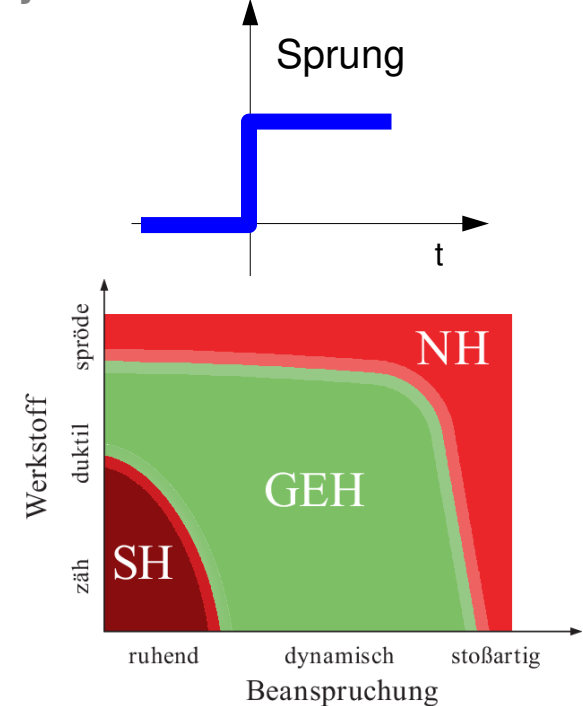 Sprung
t
spröde
NH
Werkstoff
duktil
GEH
zäh
SH
ruhend dynamisch stoßartig
Beanspruchung